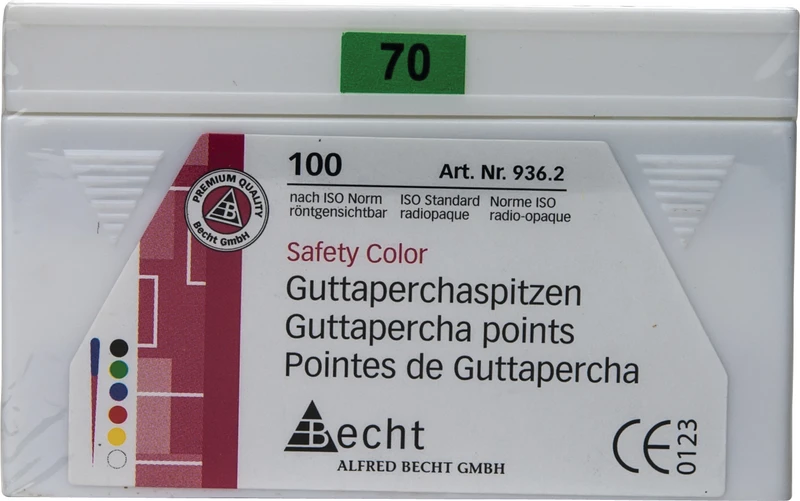 70
100
Art. Nr. 936.2
nach ISO Norm
röntgensichtbar
ISO Standard
radiopaque
Norme ISO
radio-opaque
PREMIUM QUALITY
Becht GmbH
B
Safety Color
Guttaperchaspitzen
Guttapercha points
Pointes de Guttapercha
Becht
ALFRED BECHT GMBH
CE 0123